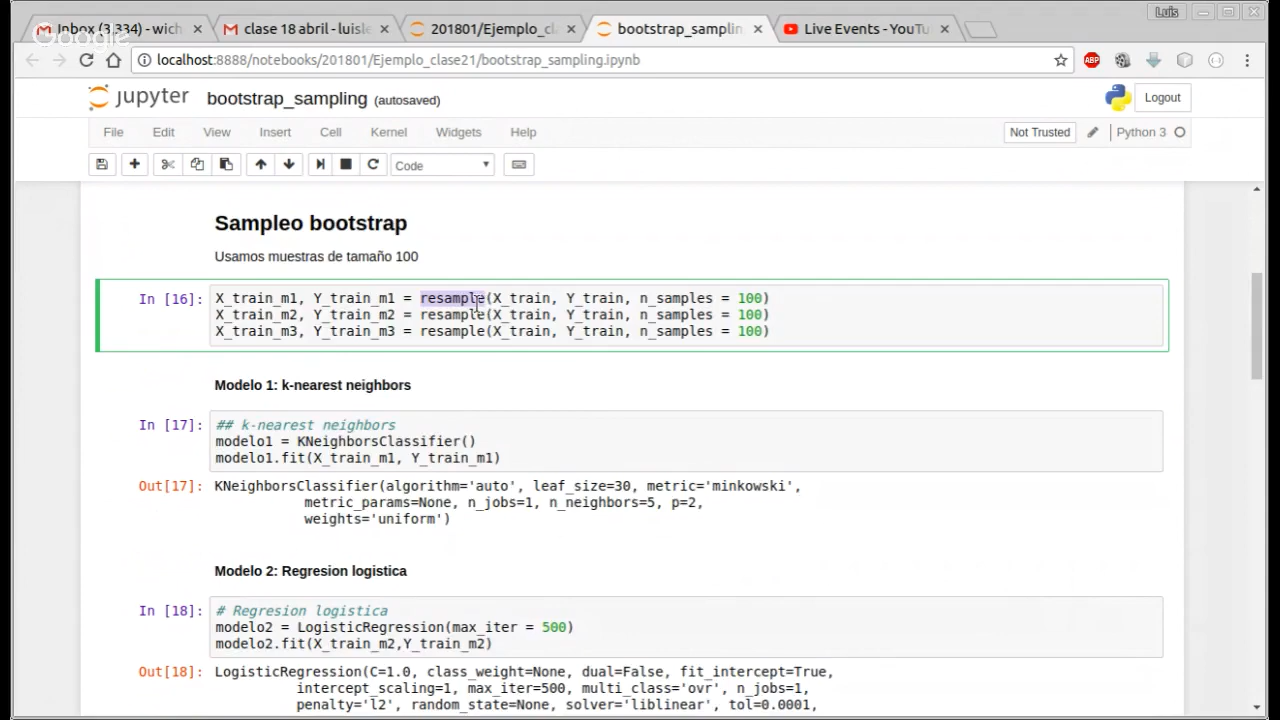 Luis
Inbox (3,334) - wich
clase 18 abril - luisle
201801/Ejemplo_cl
bootstrap_samplin
Live Events - YouTu
Google
localhost:8888/notebooks/201801/Ejemplo_clase21/bootstrap_sampling.ipynb
ABP
jupyter bootstrap_sampling (autosaved)
Logout
File Edit View Insert Cell Kernel Widgets Help
Not Trusted
Python 3
Code
Sampleo bootstrap
Usamos muestras de tamaño 100
In [16]: X_train_m1, Y_train_m1 = resample(X_train, Y_train, n_samples = 100)
X_train_m2, Y_train_m2 = resample(X_train, Y_train, n_samples = 100)
X_train_m3, Y_train_m3 = resample(X_train, Y_train, n_samples = 100)
Modelo 1: k-nearest neighbors
In [17]: ## k-nearest neighbors
modelo1 = KNeighborsClassifier()
modelo1.fit(X_train_m1, Y_train_m1)
Out[17]: KNeighborsClassifier(algorithm='auto', leaf_size=30, metric='minkowski',
metric_params=None, n_jobs=1, n_neighbors=5, p=2,
weights='uniform')
Modelo 2: Regresion logistica
In [18]: # Regresion logistica
modelo2 = LogisticRegression(max_iter = 500)
modelo2.fit(X_train_m2,Y_train_m2)
Out[18]: LogisticRegression(C=1.0, class_weight=None, dual=False, fit_intercept=True,
intercept_scaling=1, max_iter=500, multi_class='ovr', n_jobs=1,
penalty='l2', random_state=None, solver='liblinear', tol=0.0001,